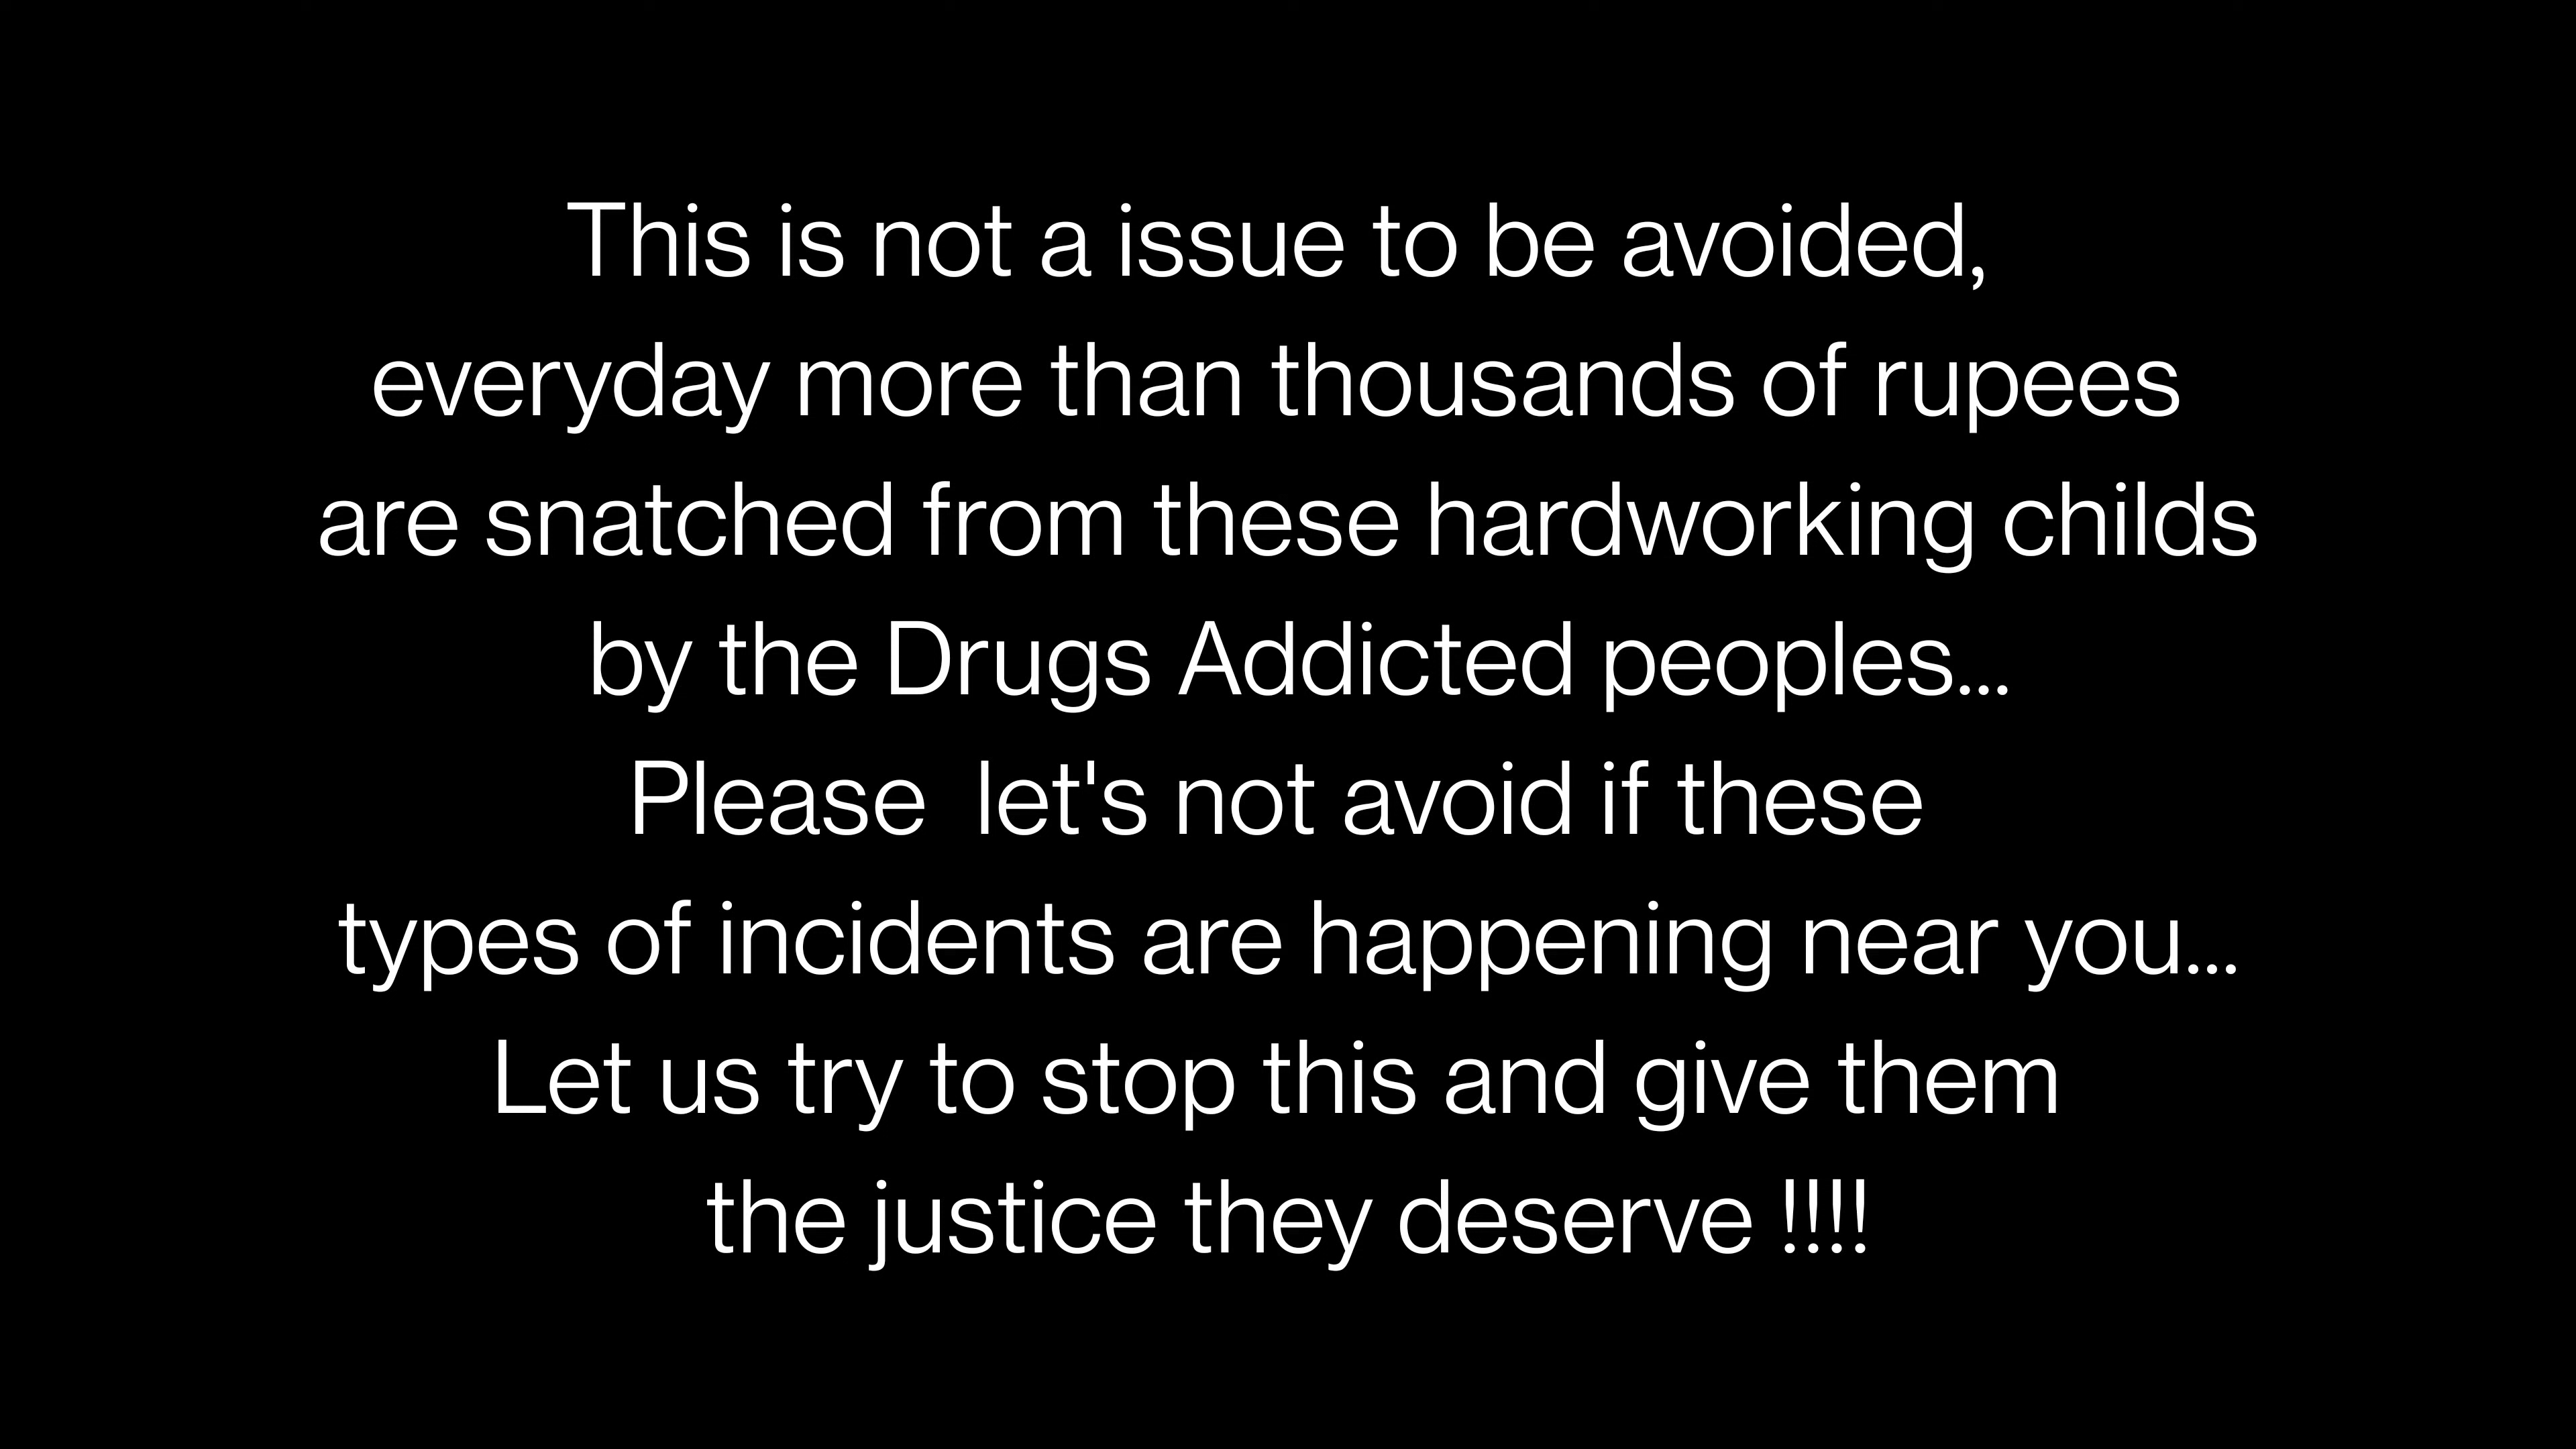 This is not a issue to be avoided,
everyday more than thousands of rupees
are snatched from these hardworking childs
by the Drugs Addicted peoples...
Please  let's not avoid if these
types of incidents are happening near you...
Let us try to stop this and give them
the justice they deserve !!!!